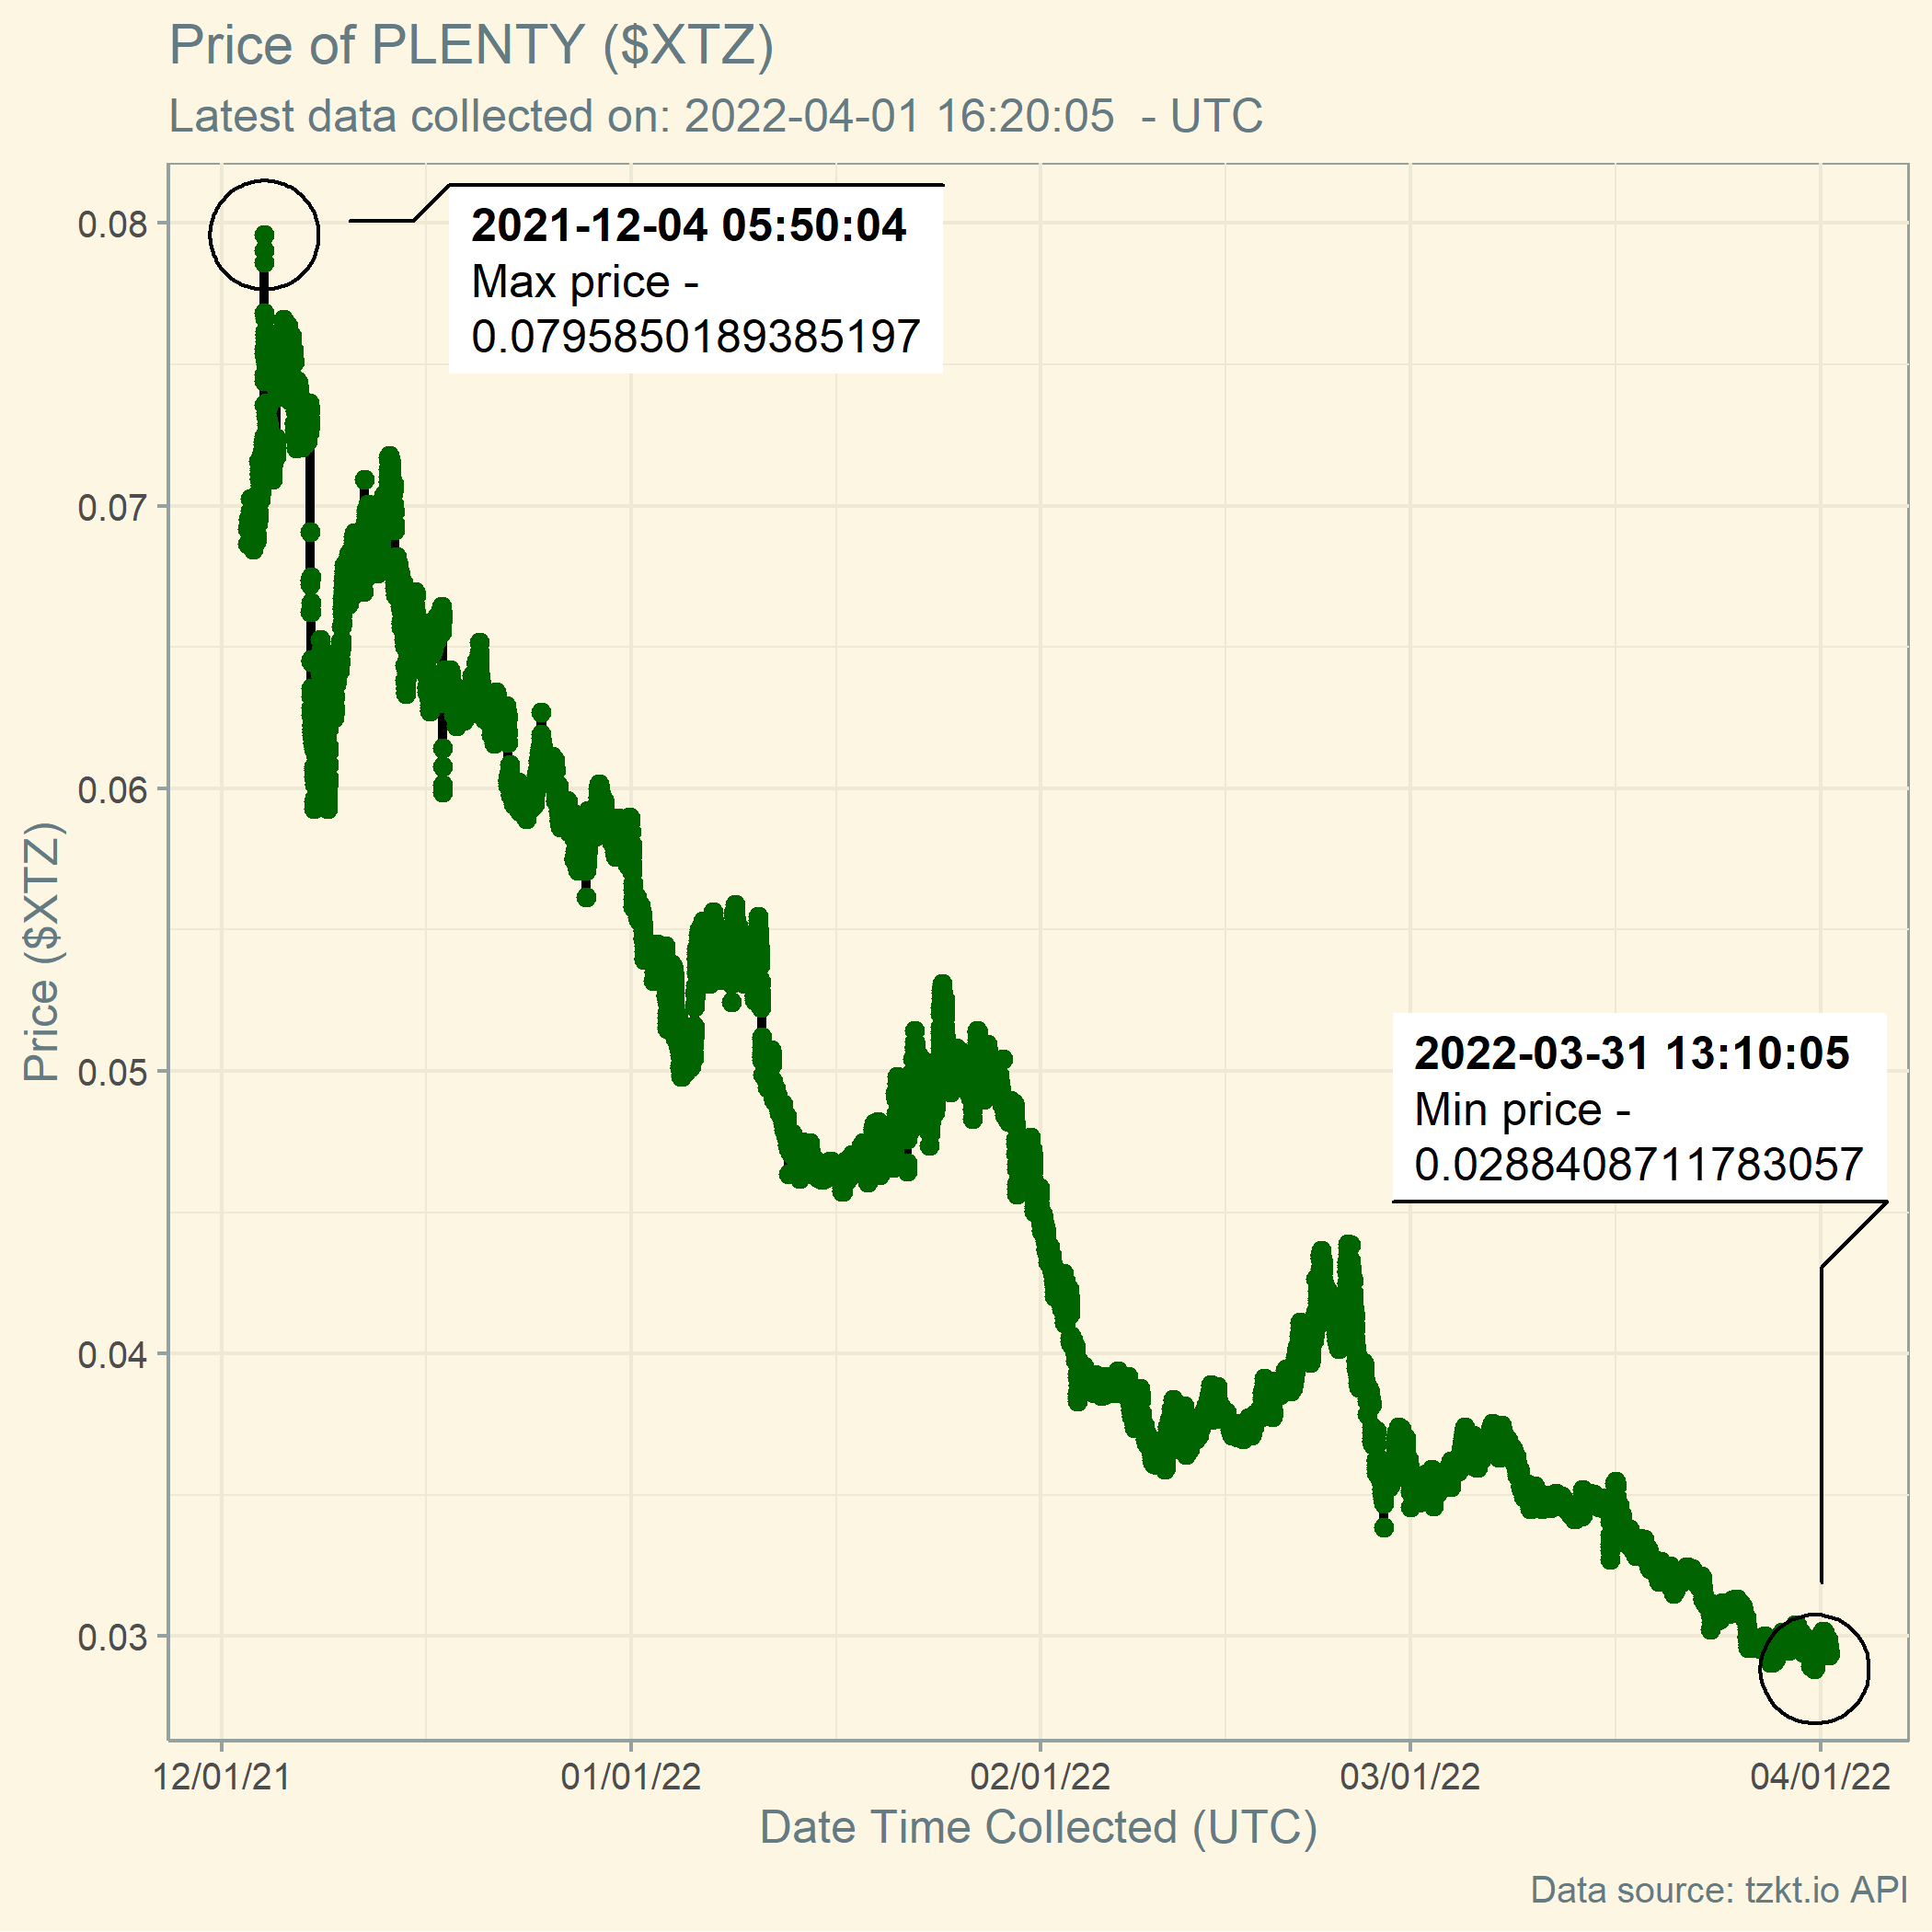 Price of PLENTY ($XTZ)
Latest data collected on: 2022-04-01 16:20:05  - UTC
0.08
0.07
0.06
0.05
0.04
0.03
Price ($XTZ)
2021-12-04 05:50:04
Max price -
0.0795850189385197
2022-03-31 13:10:05
Min price -
0.0288408711783057
12/01/21 01/01/22 02/01/22 03/01/22 04/01/22
Date Time Collected (UTC)
Data source: tzkt.io API